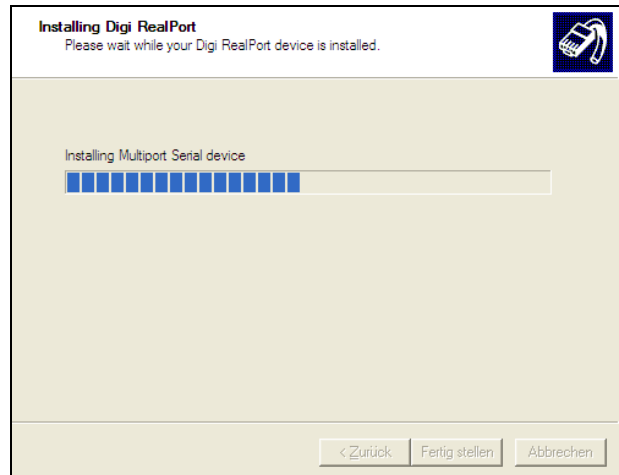 Installing Digi RealPort
Please wait while your Digi RealPort device is installed.
Installing Multiport Serial device
< Zurück
Fertig stellen
Abbrechen